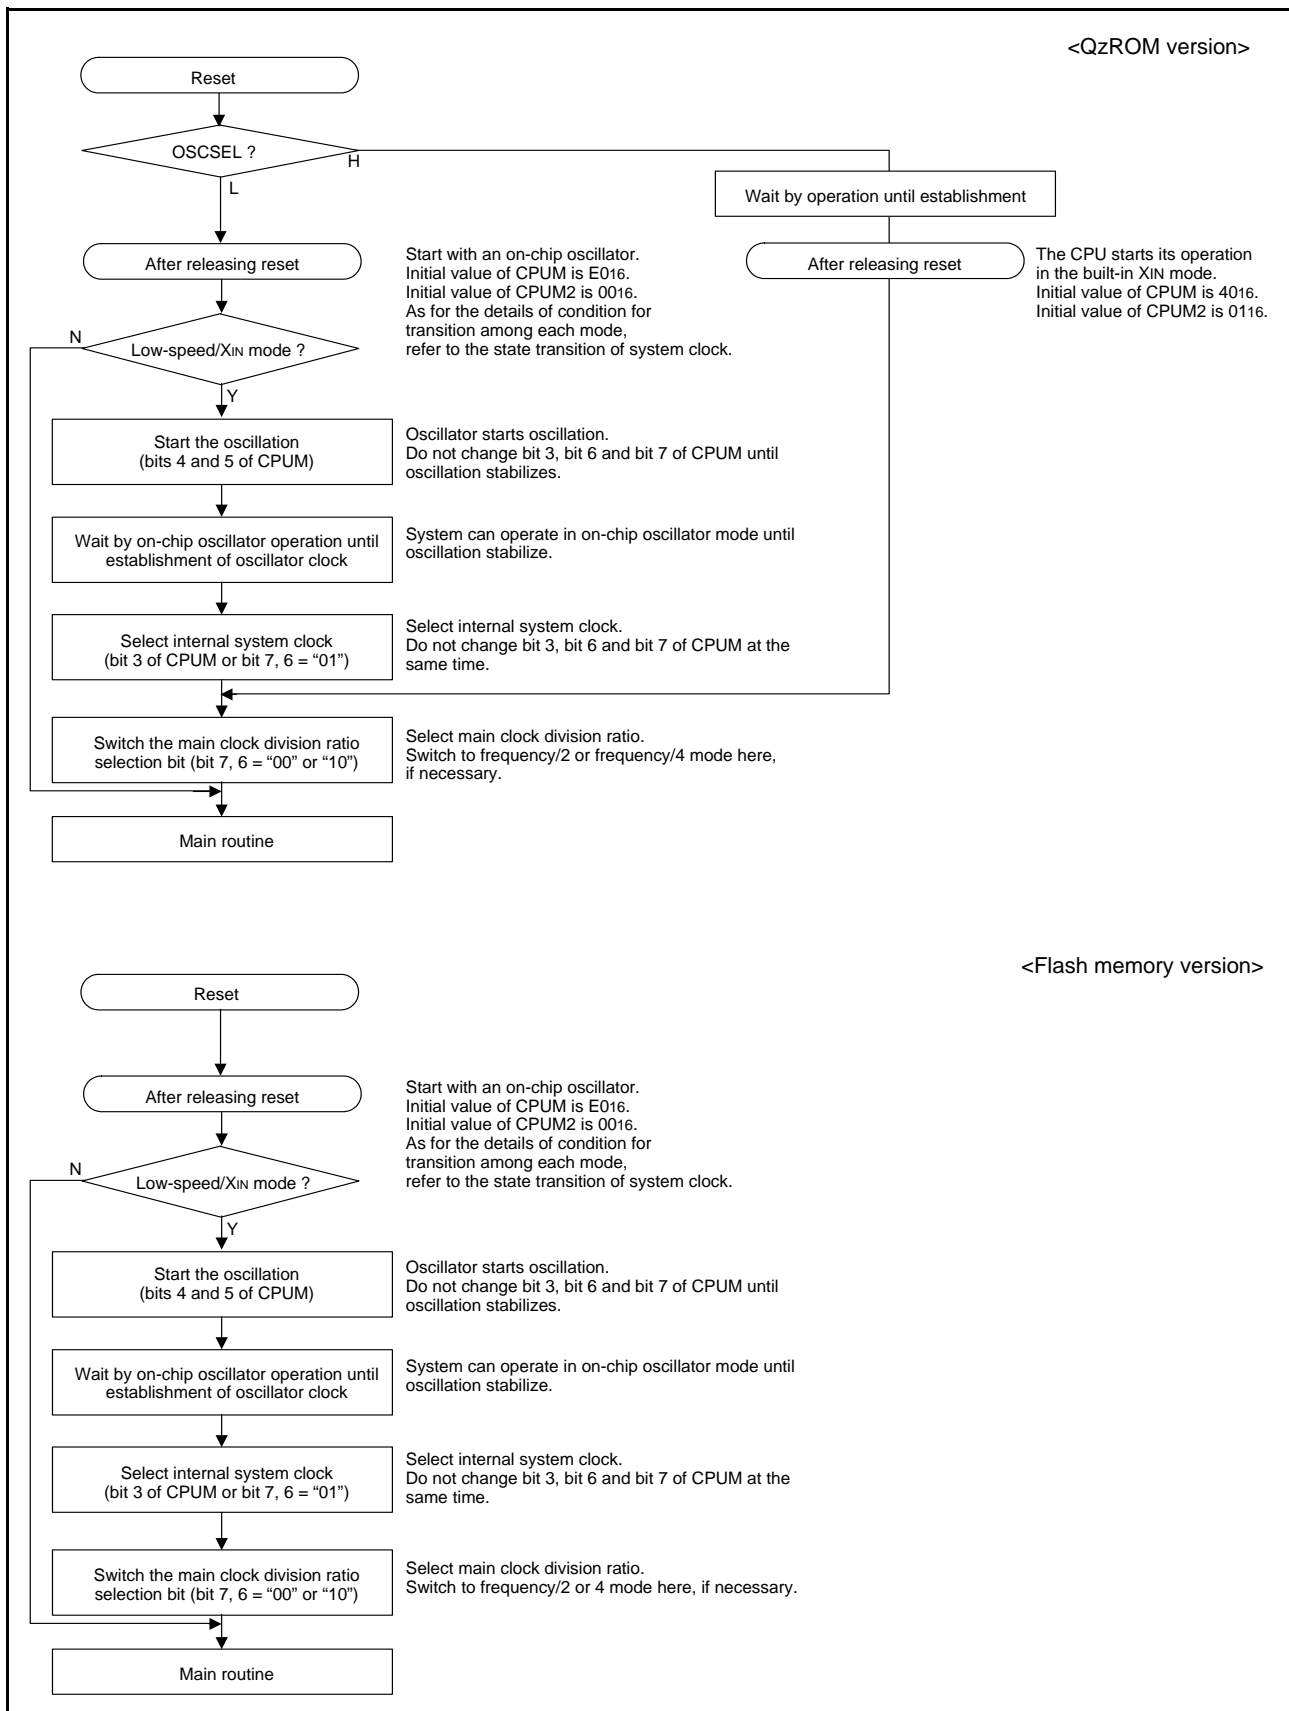 <QzROM version>
Reset
OSCSEL ?
H
L
Wait by operation until establishment
After releasing reset
Start with an on-chip oscillator.
Initial value of CPUM is E016.
Initial value of CPUM2 is 0016.
As for the details of condition for
transition among each mode,
refer to the state transition of system clock.
After releasing reset
The CPU starts its operation
in the built-in XIN mode.
Initial value of CPUM is 4016.
Initial value of CPUM2 is 0116.
N
Low-speed/XIN mode ?
Y
Start the oscillation
(bits 4 and 5 of CPUM)
Oscillator starts oscillation.
Do not change bit 3, bit 6 and bit 7 of CPUM until
oscillation stabilizes.
Wait by on-chip oscillator operation until
establishment of oscillator clock
System can operate in on-chip oscillator mode until
oscillation stabilize.
Select internal system clock
(bit 3 of CPUM or bit 7, 6 = “01”)
Select internal system clock.
Do not change bit 3, bit 6 and bit 7 of CPUM at the
same time.
Switch the main clock division ratio
selection bit (bit 7, 6 = “00” or “10”)
Select main clock division ratio.
Switch to frequency/2 or frequency/4 mode here,
if necessary.
Main routine
<Flash memory version>
Reset
After releasing reset
Start with an on-chip oscillator.
Initial value of CPUM is E016.
Initial value of CPUM2 is 0016.
As for the details of condition for
transition among each mode,
refer to the state transition of system clock.
N
Low-speed/XIN mode ?
Y
Start the oscillation
(bits 4 and 5 of CPUM)
Oscillator starts oscillation.
Do not change bit 3, bit 6 and bit 7 of CPUM until
oscillation stabilizes.
Wait by on-chip oscillator operation until
establishment of oscillator clock
System can operate in on-chip oscillator mode until
oscillation stabilize.
Select internal system clock
(bit 3 of CPUM or bit 7, 6 = “01”)
Select internal system clock.
Do not change bit 3, bit 6 and bit 7 of CPUM at the
same time.
Switch the main clock division ratio
selection bit (bit 7, 6 = “00” or “10”)
Select main clock division ratio.
Switch to frequency/2 or 4 mode here, if necessary.
Main routine